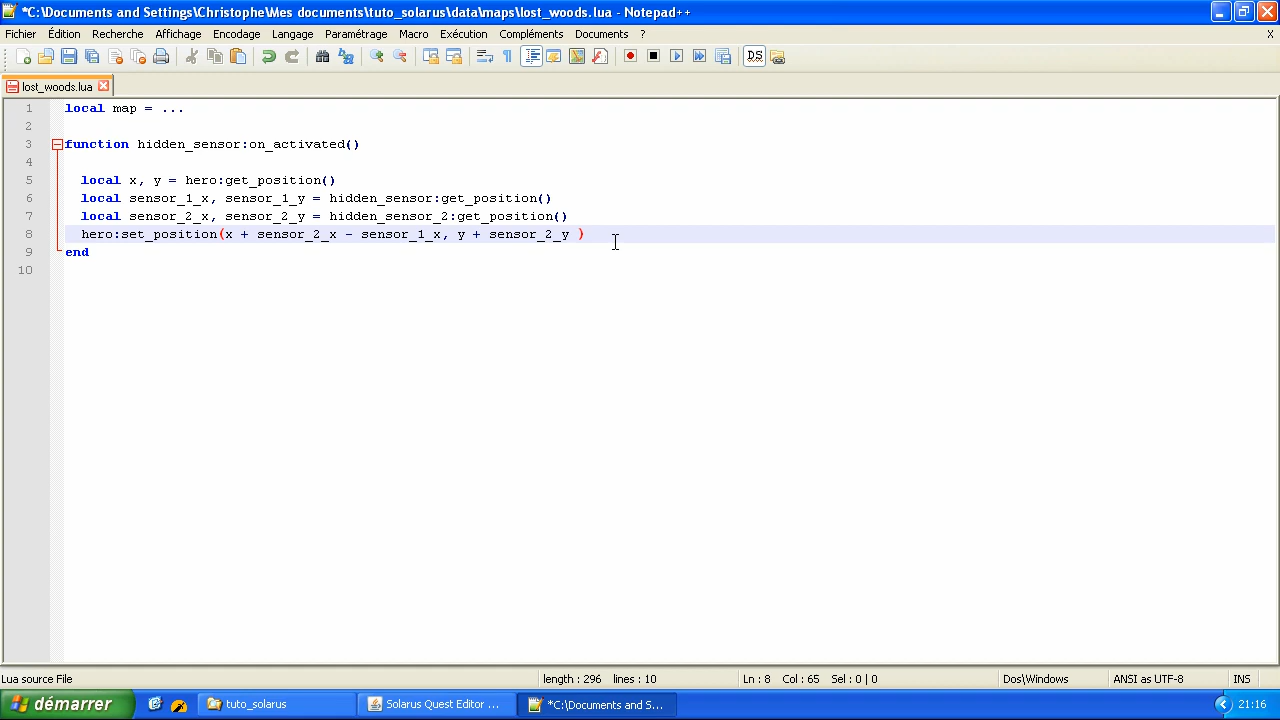 *C:\Documents and Settings\Christophe\Mes documents\tuto_solarus\data\maps\lost_woods.lua - Notepad++
Fichier Édition Recherche Affichage Encodage Langage Paramétrage Macro Exécution Compléments Documents ? X
lost_woods.lua
1 local map = ...
2
3 function hidden_sensor:on_activated()
4
5 local x, y = hero:get_position()
6 local sensor_1_x, sensor_1_y = hidden_sensor:get_position()
7 local sensor_2_x, sensor_2_y = hidden_sensor_2:get_position()
8 hero:set_position(x + sensor_2_x - sensor_1_x, y + sensor_2_y )
9 end
10
Lua source File length : 296 lines : 10 Ln : 8 Col : 65 Sel : 0 | 0 Dos\Windows ANSI as UTF-8 INS
démarrer tuto_solarus Solarus Quest Editor ... *C:\Documents and S... 21:16